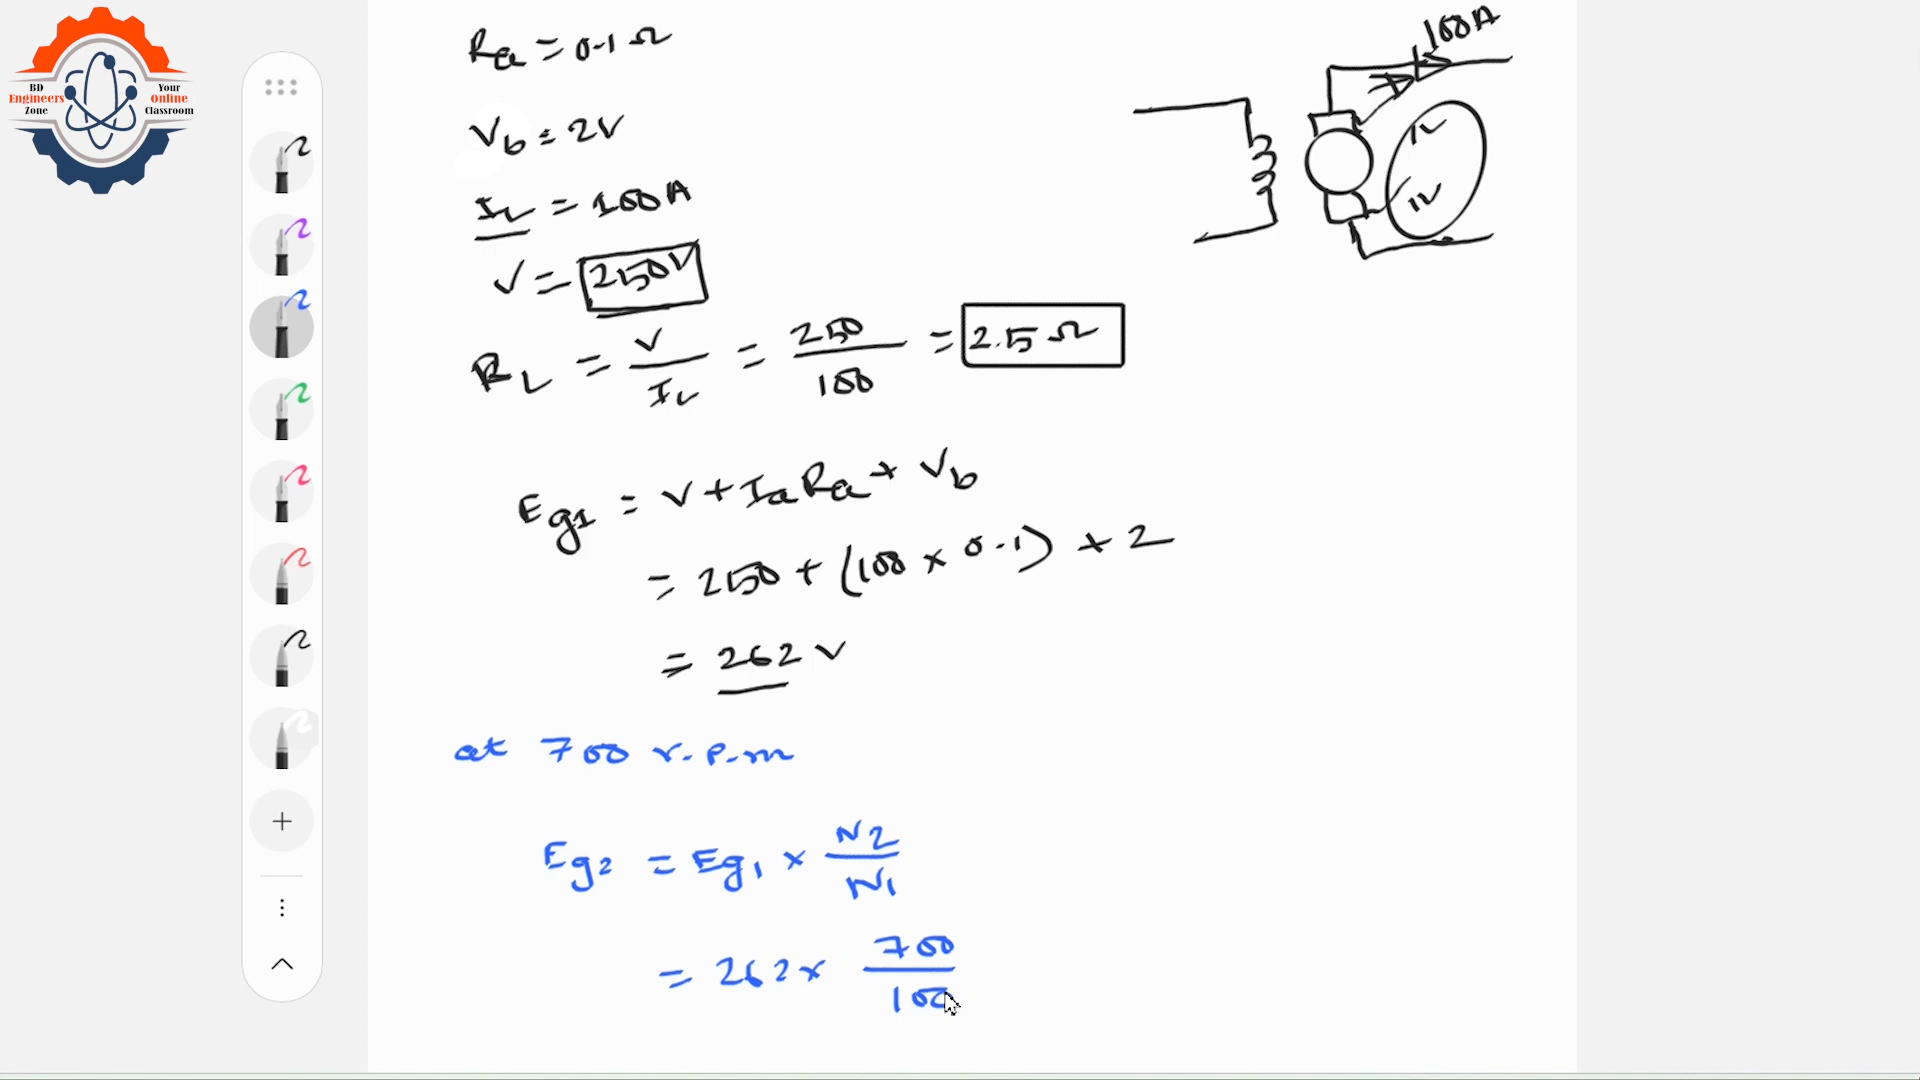 BD
Engineers
Zone
Your
Online
Classroom
Ra = 0.1 Ω
Vb = 2V
IL = 100A
V = 250V
RL = V / IL = 250 / 100 = 2.5 Ω
Eg1 = V + IaRa + Vb
= 250 + (100 × 0.1) + 2
= 262 V
at 700 r.p.m
Eg2 = Eg1 × N2 / N1
= 262 × 700 / 100
100A
1V
1V